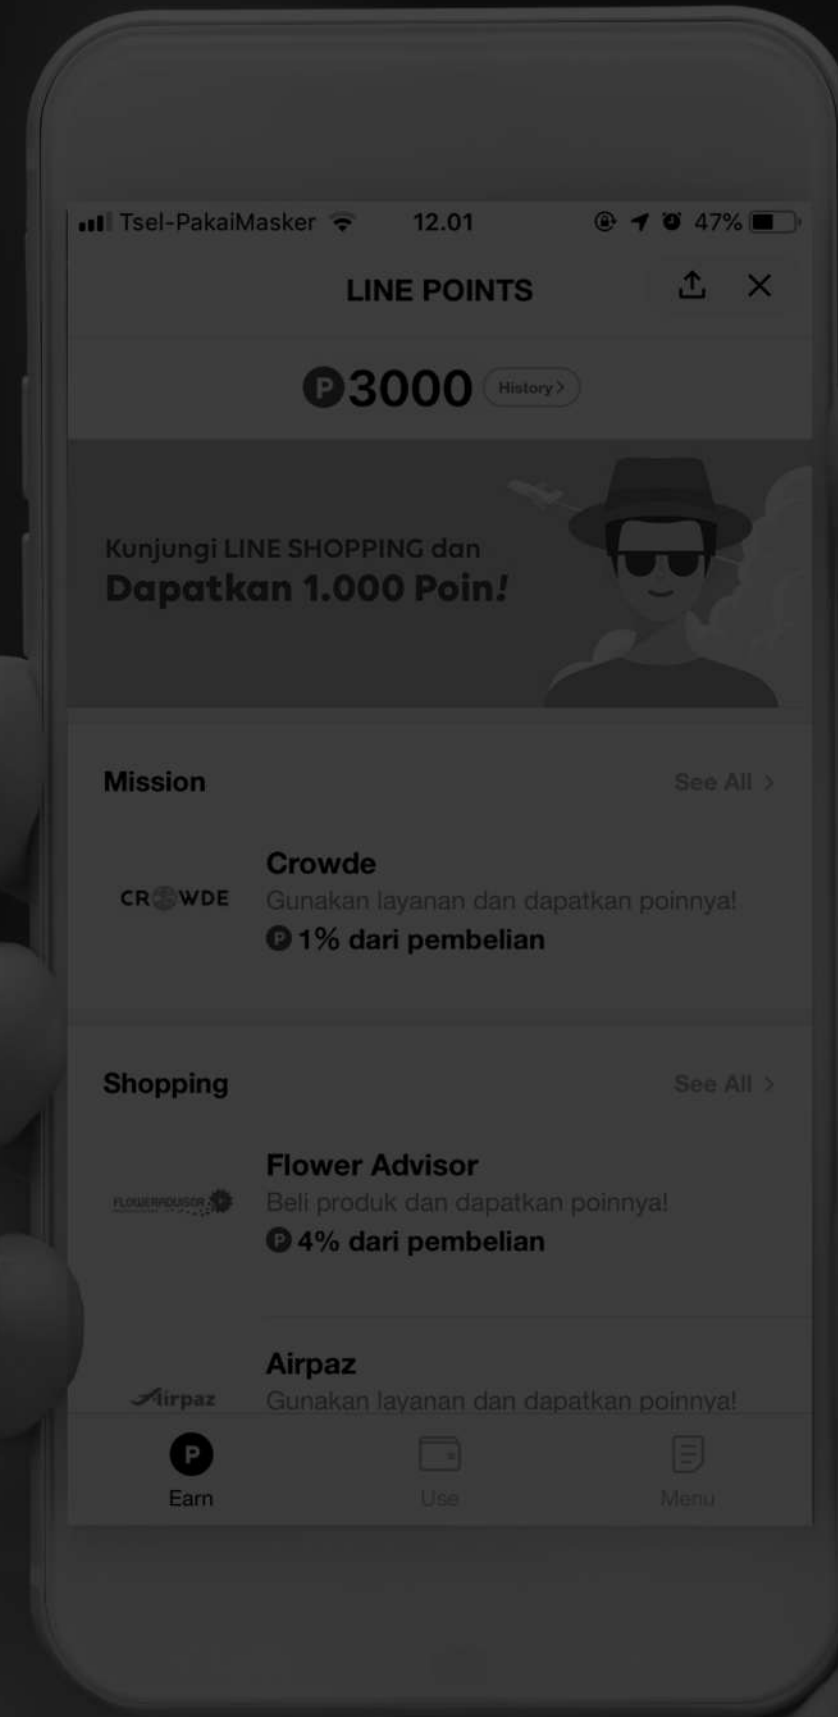 Tsel-PakaiMasker 12.01 47%
LINE POINTS
P 3000 History >
Kunjungi LINE SHOPPING dan
Dapatkan 1.000 Poin!
Mission See All >
Crowde
CROWDE Gunakan layanan dan dapatkan poinnya!
P 1% dari pembelian
Shopping See All >
Flower Advisor
FLOWERADVISOR Beli produk dan dapatkan poinnya!
P 4% dari pembelian
Airpaz
Airpaz Gunakan layanan dan dapatkan poinnya!
P
Earn Use Menu